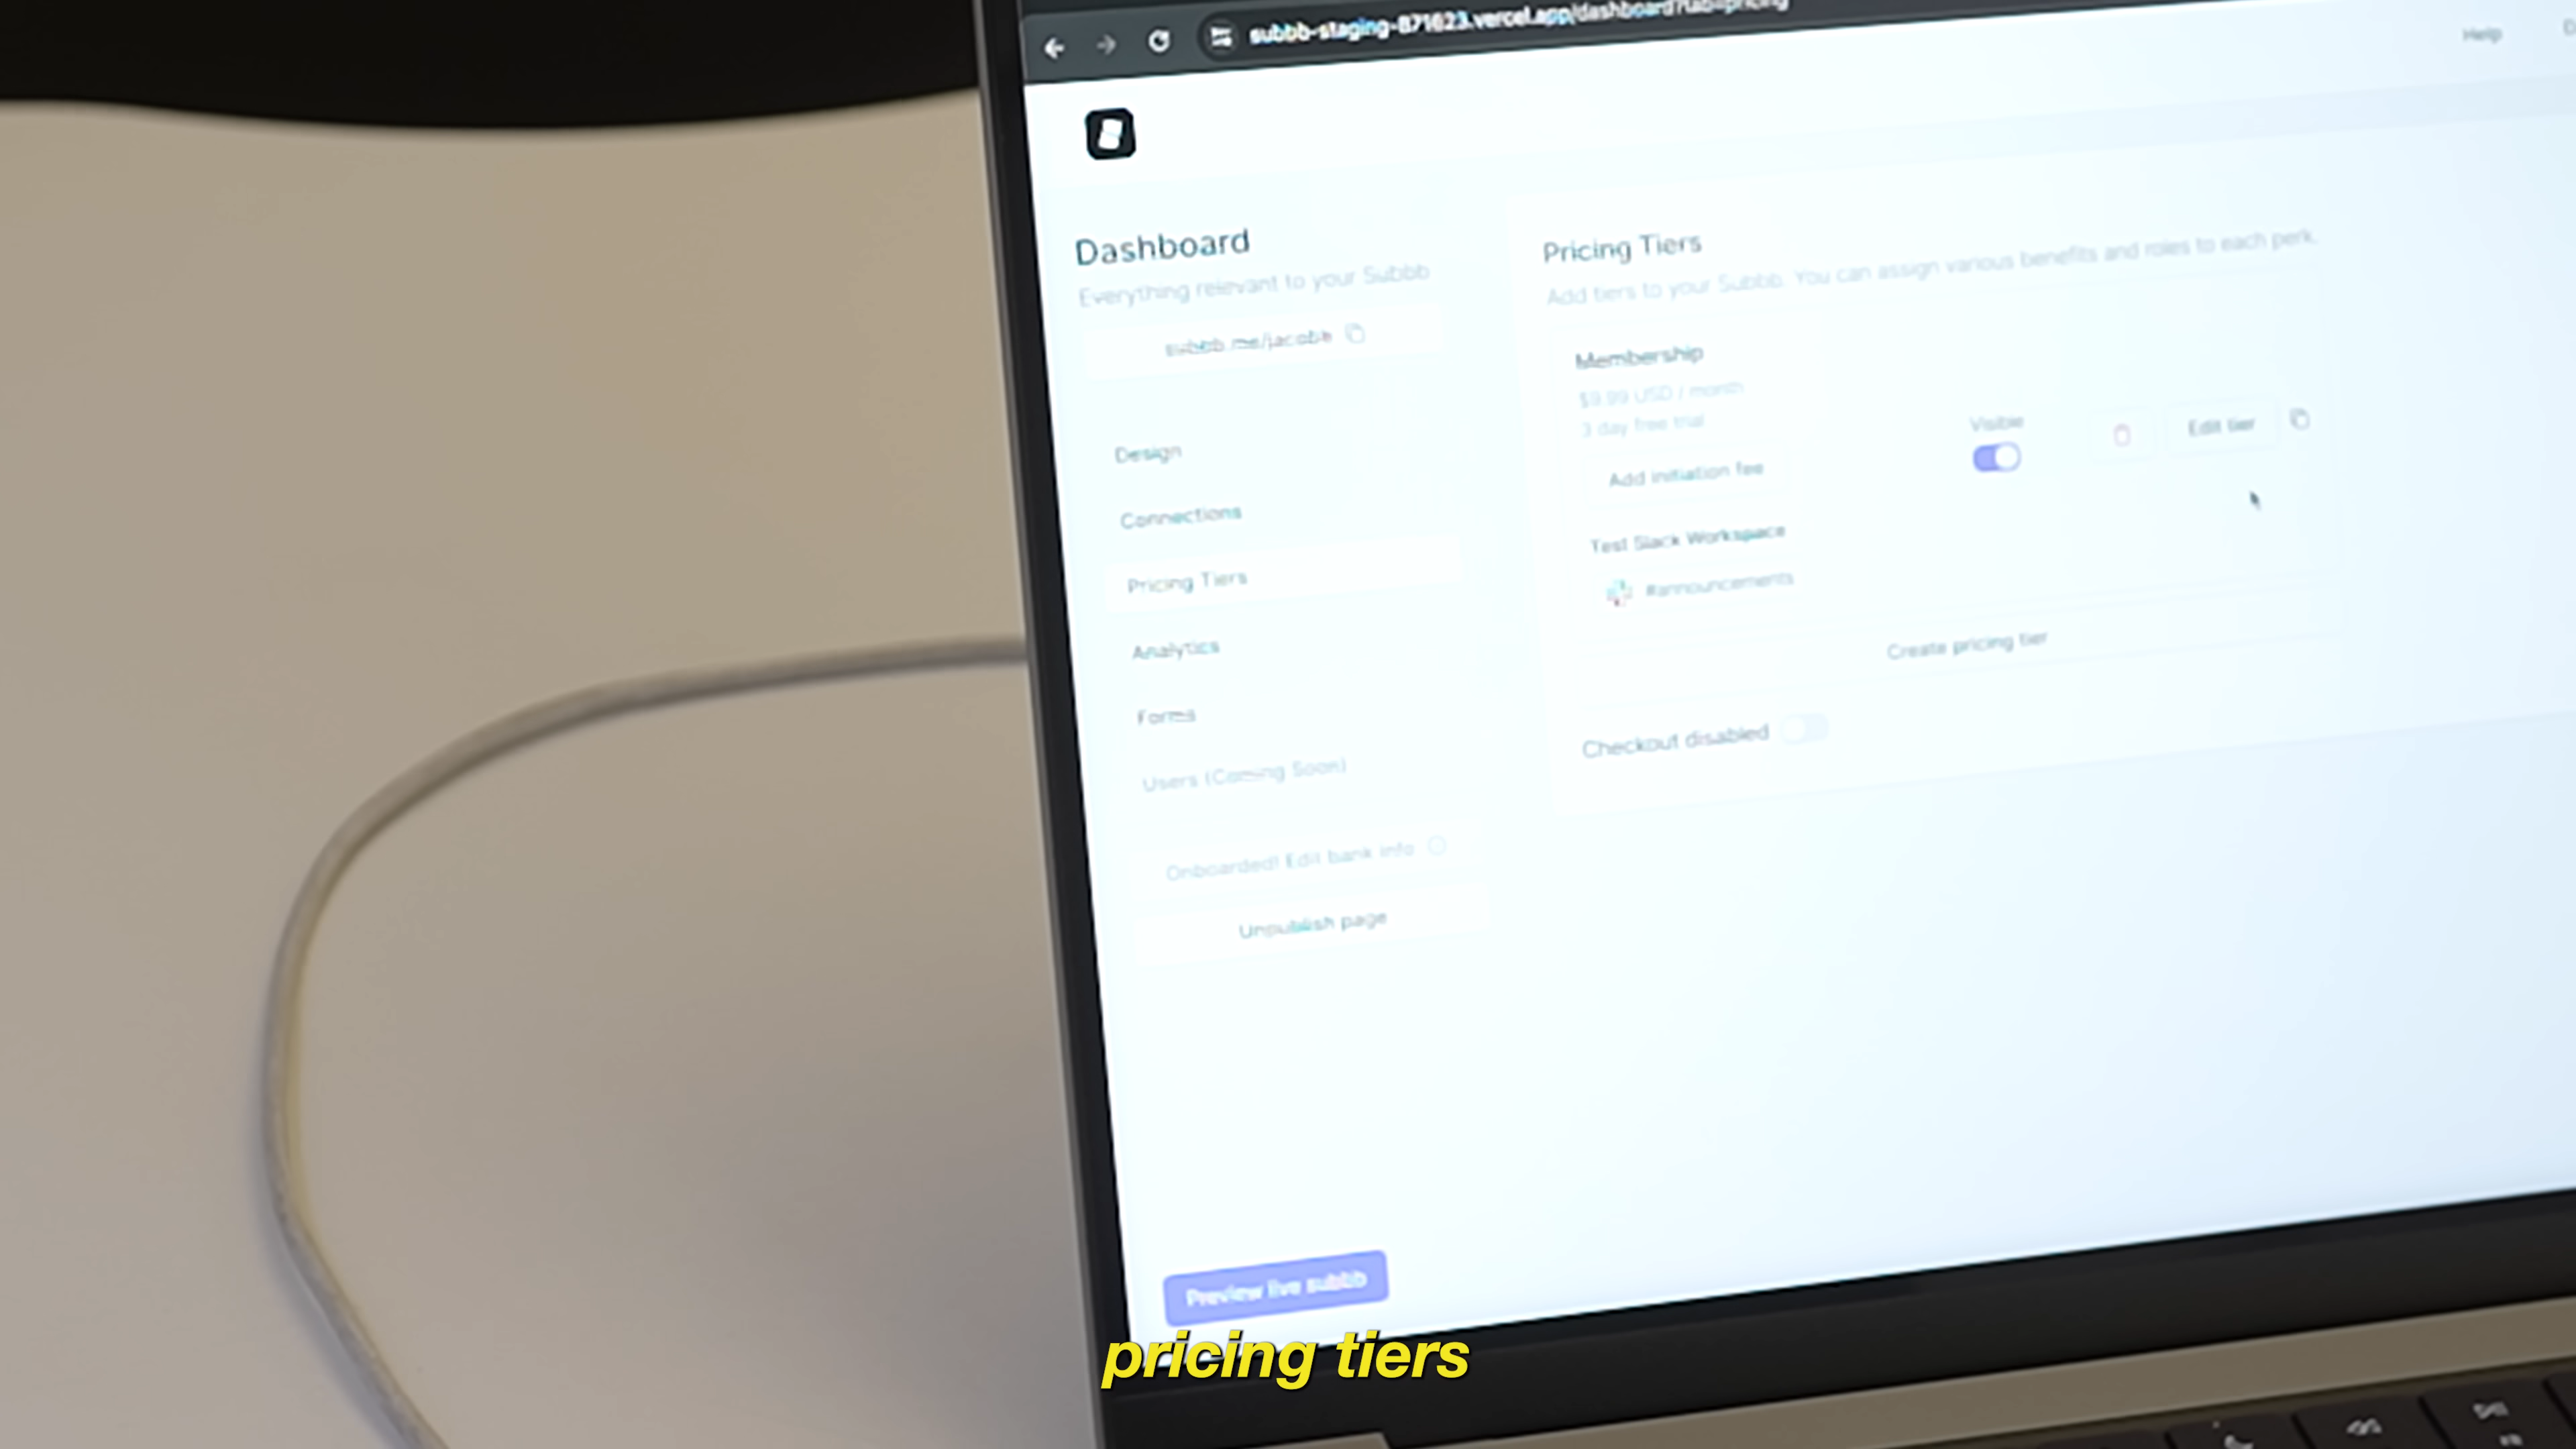 subbb-staging-871623.vercel.app/dashboard?tab=pricing
Help
Dashboard
Everything relevant to your Subbb
subbb.me/jacobb
Design
Connections
Pricing Tiers
Analytics
Forms
Users (Coming Soon)
Onboarded! Edit bank info
Unpublish page
Preview live subbb
Pricing Tiers
Add tiers to your Subbb. You can assign various benefits and roles to each perk.
Membership
$9.99 USD / month
3 day free trial
Add initiation fee
Visible
Edit tier
Test Slack Workspace
#announcements
Create pricing tier
Checkout disabled
pricing tiers